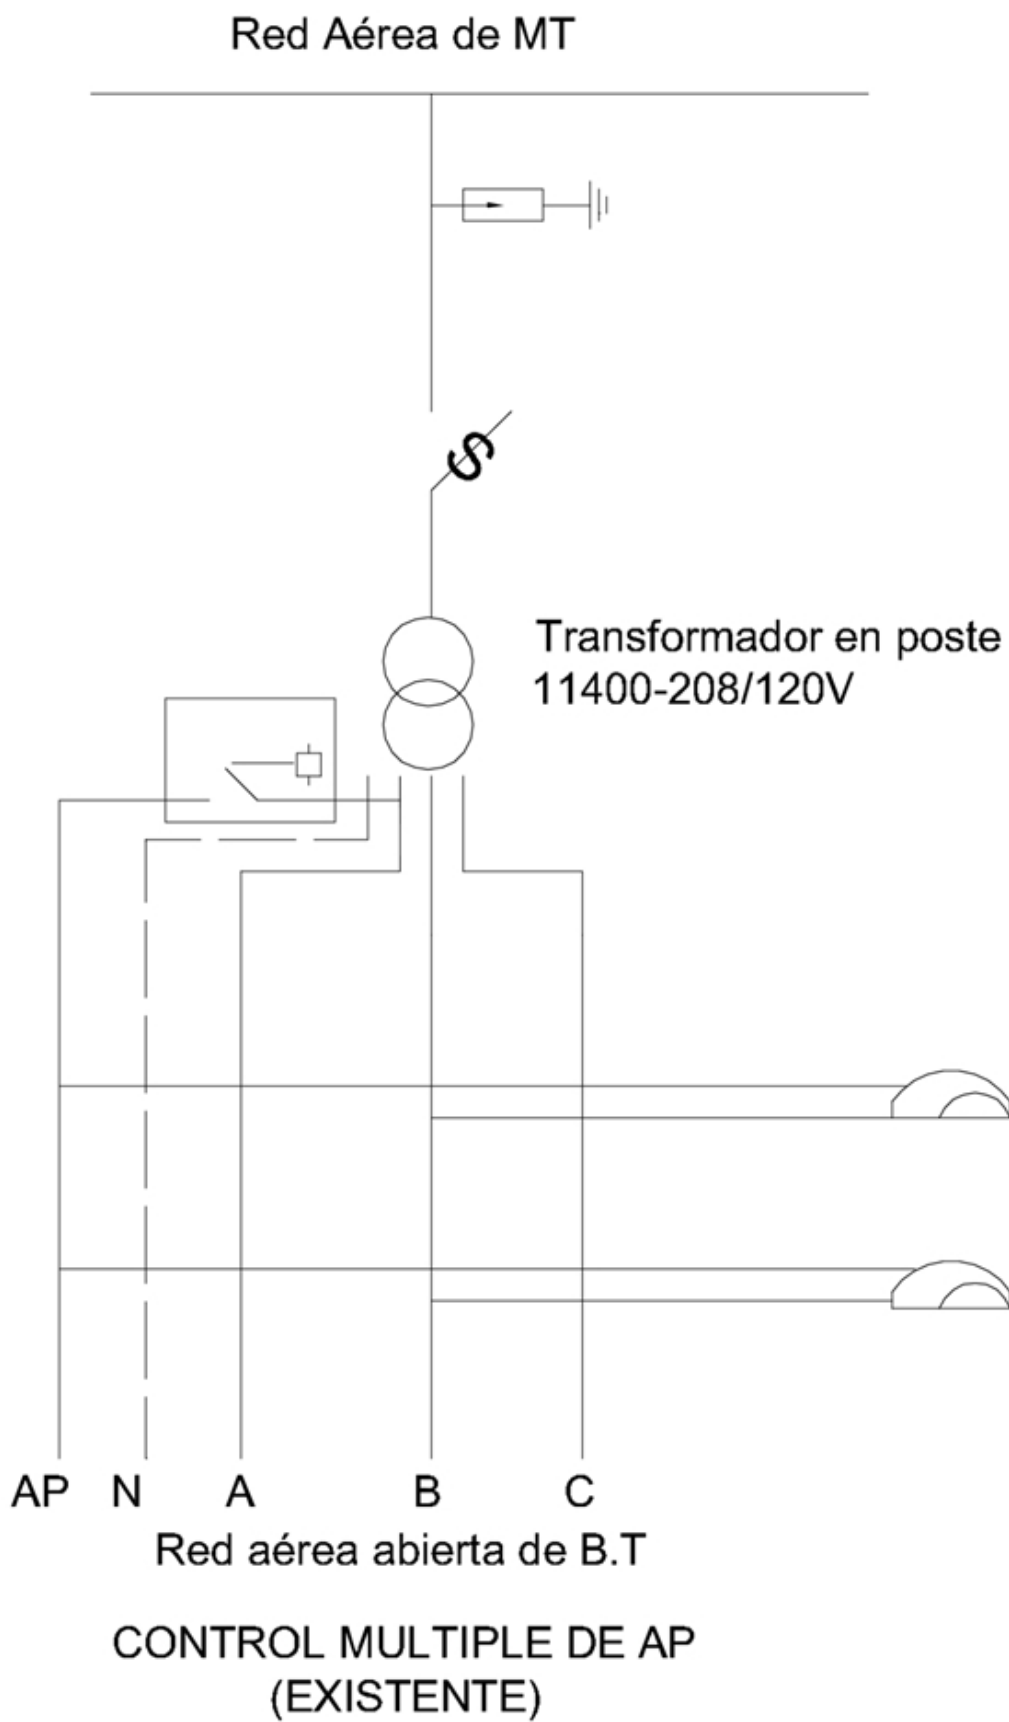 Red Aérea de MT
S
Transformador en poste
11400-208/120V
AP N A B C
Red aérea abierta de B.T
CONTROL MULTIPLE DE AP
(EXISTENTE)